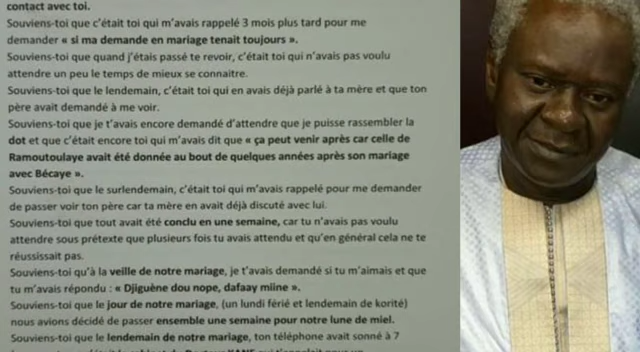 contact avec toi.
Souviens-toi que c'était toi qui m'avais rappelé 3 mois plus tard pour me
demander « si ma demande en mariage tenait toujours ».
Souviens-toi que quand j'étais passé te revoir, c'était toi qui n'avais pas voulu
attendre un peu le temps de mieux se connaitre.
Souviens-toi que le lendemain, c'était toi qui en avais déjà parlé à ta mère et que ton
père avait demandé à me voir.
Souviens-toi que je t'avais encore demandé d'attendre que je puisse rassembler la
dot et que c'était encore toi qui m'avais dit que « ça peut venir après car celle de
Ramoutoulaye avait été donnée au bout de quelques années après son mariage
avec Bécaye ».
Souviens-toi que le surlendemain, c'était toi qui m'avais rappelé pour me demander
de passer voir ton père car ta mère en avait déjà discuté avec lui.
Souviens-toi que tout avait été conclu en une semaine, car tu n'avais pas voulu
attendre sous prétexte que plusieurs fois tu avais attendu et qu'en général cela ne te
réussissait pas.
Souviens-toi qu'à la veille de notre mariage, je t'avais demandé si tu m'aimais et que
tu m'avais répondu : « Djiguène dou nope, dafaay miine ».
Souviens-toi que le jour de notre mariage, (un lundi férié et lendemain de korité)
nous avions décidé de passer ensemble une semaine pour notre lune de miel.
Souviens-toi que le lendemain de notre mariage, ton téléphone avait sonné à 7